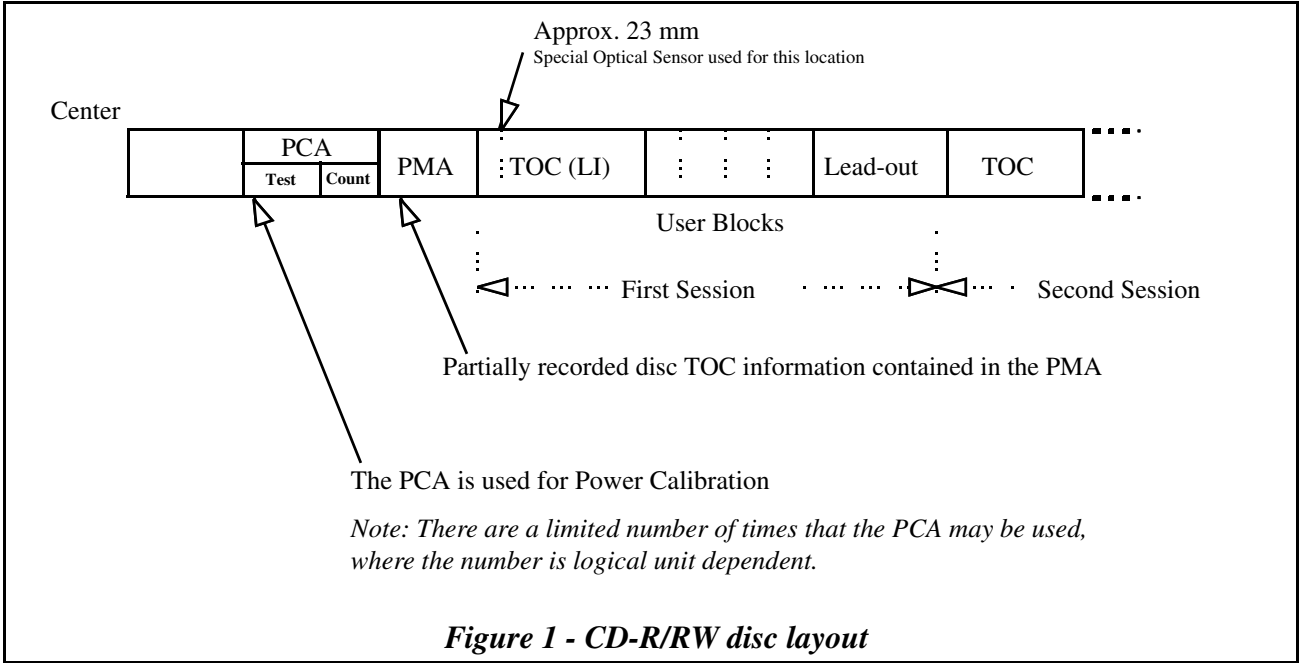 Approx. 23 mm
Special Optical Sensor used for this location
Center
PCA
Test Count
PMA
TOC (LI)
Lead-out
TOC
User Blocks
First Session
Second Session
Partially recorded disc TOC information contained in the PMA
The PCA is used for Power Calibration
Note: There are a limited number of times that the PCA may be used,
where the number is logical unit dependent.
Figure 1 - CD-R/RW disc layout